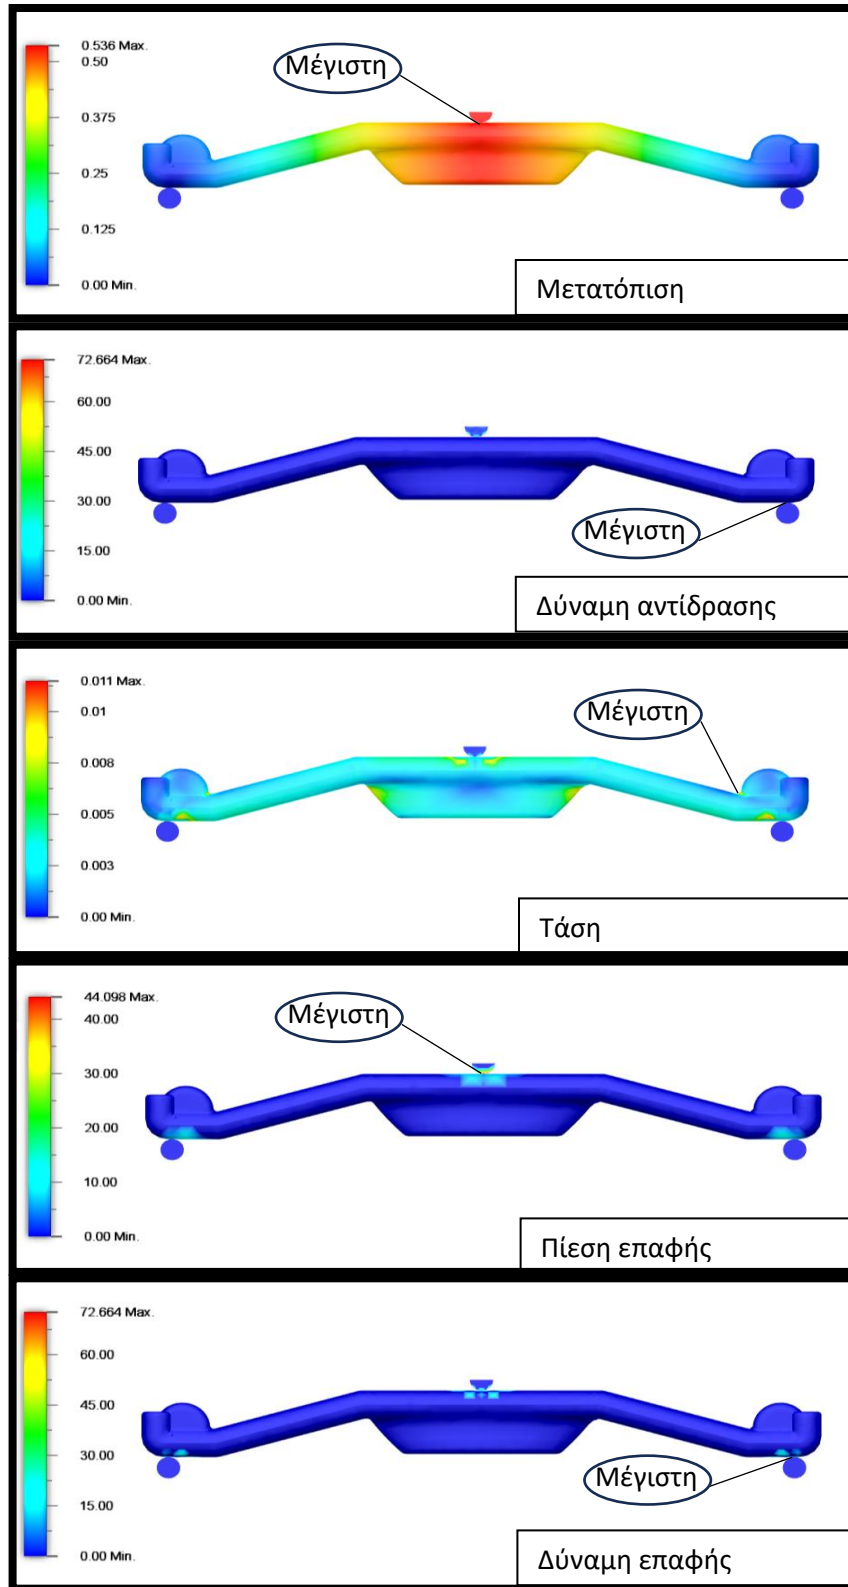 0.536 Max.
0.50
0.375
0.25
0.125
0.00 Min.
Μέγιστη
Μετατόπιση
72.664 Max.
60.00
45.00
30.00
15.00
0.00 Min.
Μέγιστη
Δύναμη αντίδρασης
0.011 Max.
0.01
0.008
0.005
0.003
0.00 Min.
Μέγιστη
Τάση
44.098 Max.
40.00
30.00
20.00
10.00
0.00 Min.
Μέγιστη
Πίεση επαφής
72.664 Max.
60.00
45.00
30.00
15.00
0.00 Min.
Μέγιστη
Δύναμη επαφής